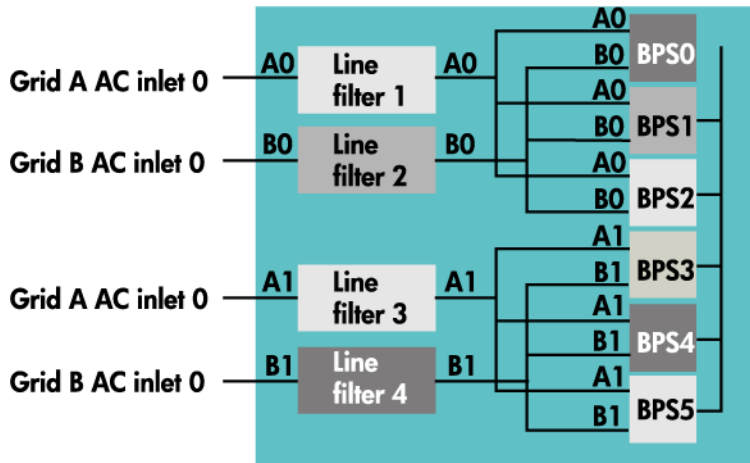 A0
B0
BPS0
Grid A AC inlet 0
A0
Line
filter 1
A0
A0
B0
BPS1
Grid B AC inlet 0
B0
Line
filter 2
B0
A0
B0
BPS2
A1
B1
BPS3
Grid A AC inlet 0
A1
Line
filter 3
A1
A1
B1
BPS4
Grid B AC inlet 0
B1
Line
filter 4
B1
A1
B1
BPS5